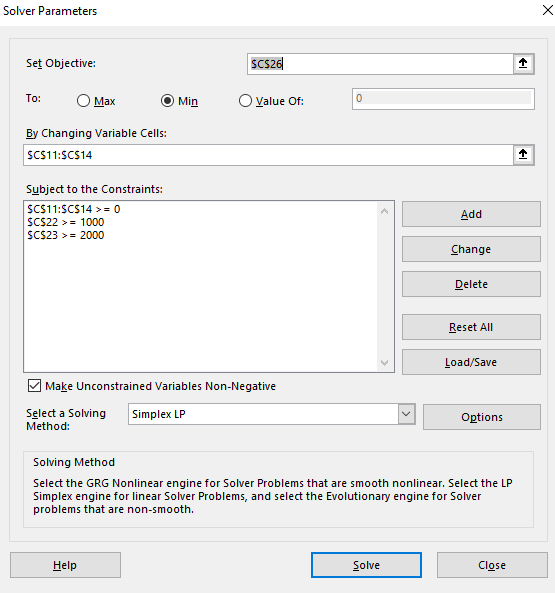 Solver Parameters
Set Objective:
$C$26
To:
Max
Min
Value Of:
0
By Changing Variable Cells:
$C$11:$C$14
Subject to the Constraints:
$C$11:$C$14 >= 0
$C$22 >= 1000
$C$23 >= 2000
Add
Change
Delete
Reset All
Load/Save
Make Unconstrained Variables Non-Negative
Select a Solving
Method:
Simplex LP
Options
Solving Method
Select the GRG Nonlinear engine for Solver Problems that are smooth nonlinear. Select the LP
Simplex engine for linear Solver Problems, and select the Evolutionary engine for Solver
problems that are non-smooth.
Help
Solve
Close